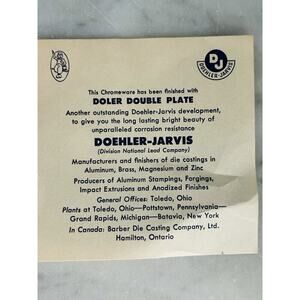 DJ
DOEHLER-JARVIS
This Chromeware has been finished with
DOLER DOUBLE PLATE
Another outstanding Doehler-Jarvis development,
to give you the long lasting bright beauty of
unparalleled corrosion resistance
DOEHLER-JARVIS
(Division National Lead Company)
Manufacturers and finishers of die castings in
Aluminum, Brass, Magnesium and Zinc
Producers of Aluminum Stampings, Forgings,
Impact Extrusions and Anodized Finishes
General Offices: Toledo, Ohio
Plants at Toledo, Ohio—Pottstown, Pennsylvania—
Grand Rapids, Michigan—Batavia, New York
In Canada: Barber Die Casting Company, Ltd.
Hamilton, Ontario